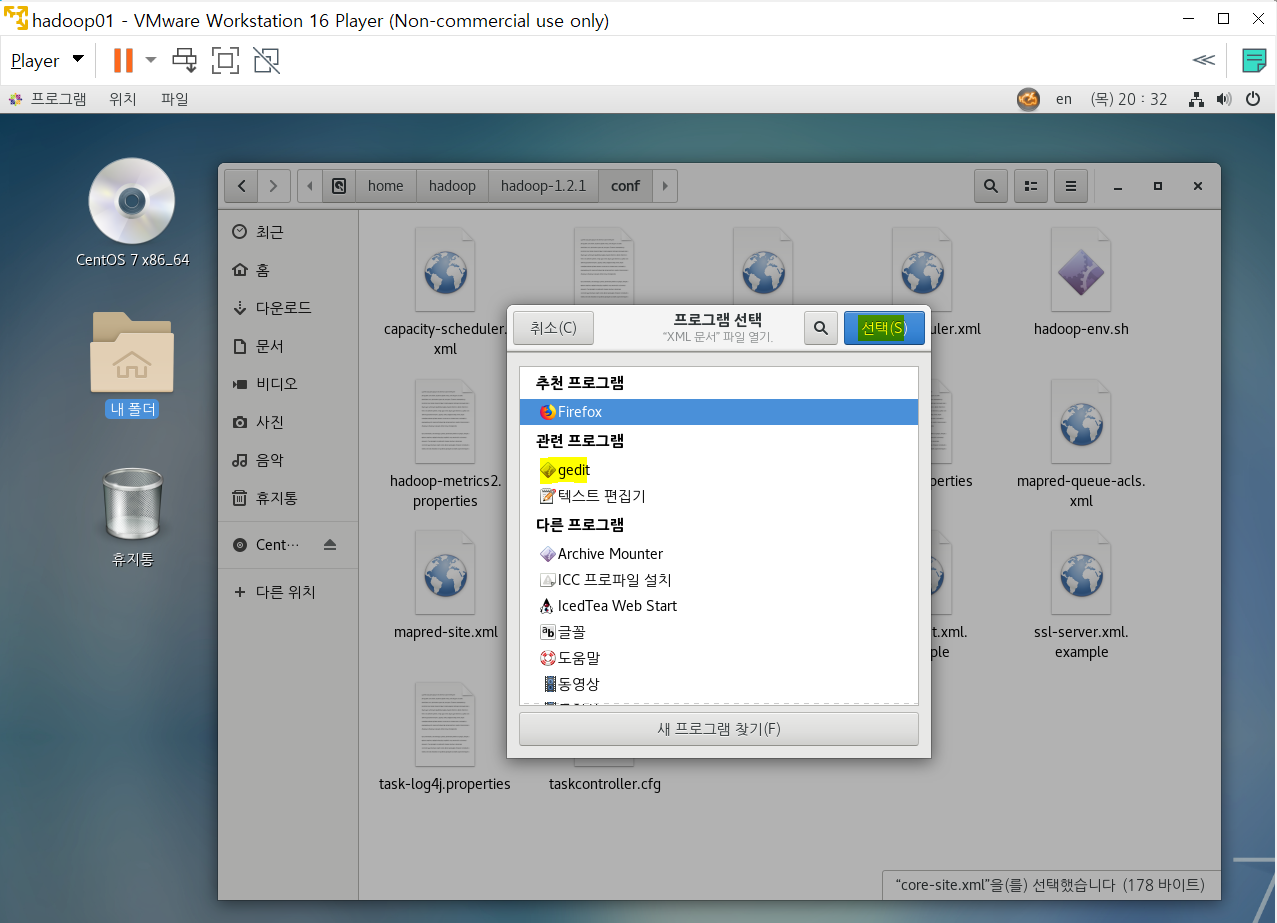 hadoop01 - VMware Workstation 16 Player (Non-commercial use only)
Player
프로그램 위치 파일 en (목) 20 : 32
home hadoop hadoop-1.2.1 conf
CentOS 7 x86_64
내 폴더
휴지통
최근
홈
다운로드
문서
비디오
사진
음악
휴지통
Cent…
다른 위치
capacity-scheduler.
xml
uler.xml
hadoop-env.sh
hadoop-metrics2.
properties
perties
mapred-queue-acls.
xml
mapred-site.xml
t.xml.
ple
ssl-server.xml.
example
task-log4j.properties
taskcontroller.cfg
취소(C)
프로그램 선택
“XML 문서” 파일 열기.
선택(S)
추천 프로그램
Firefox
관련 프로그램
gedit
텍스트 편집기
다른 프로그램
Archive Mounter
ICC 프로파일 설치
IcedTea Web Start
글꼴
도움말
동영상
새 프로그램 찾기(F)
“core-site.xml”을(를) 선택했습니다 (178 바이트)